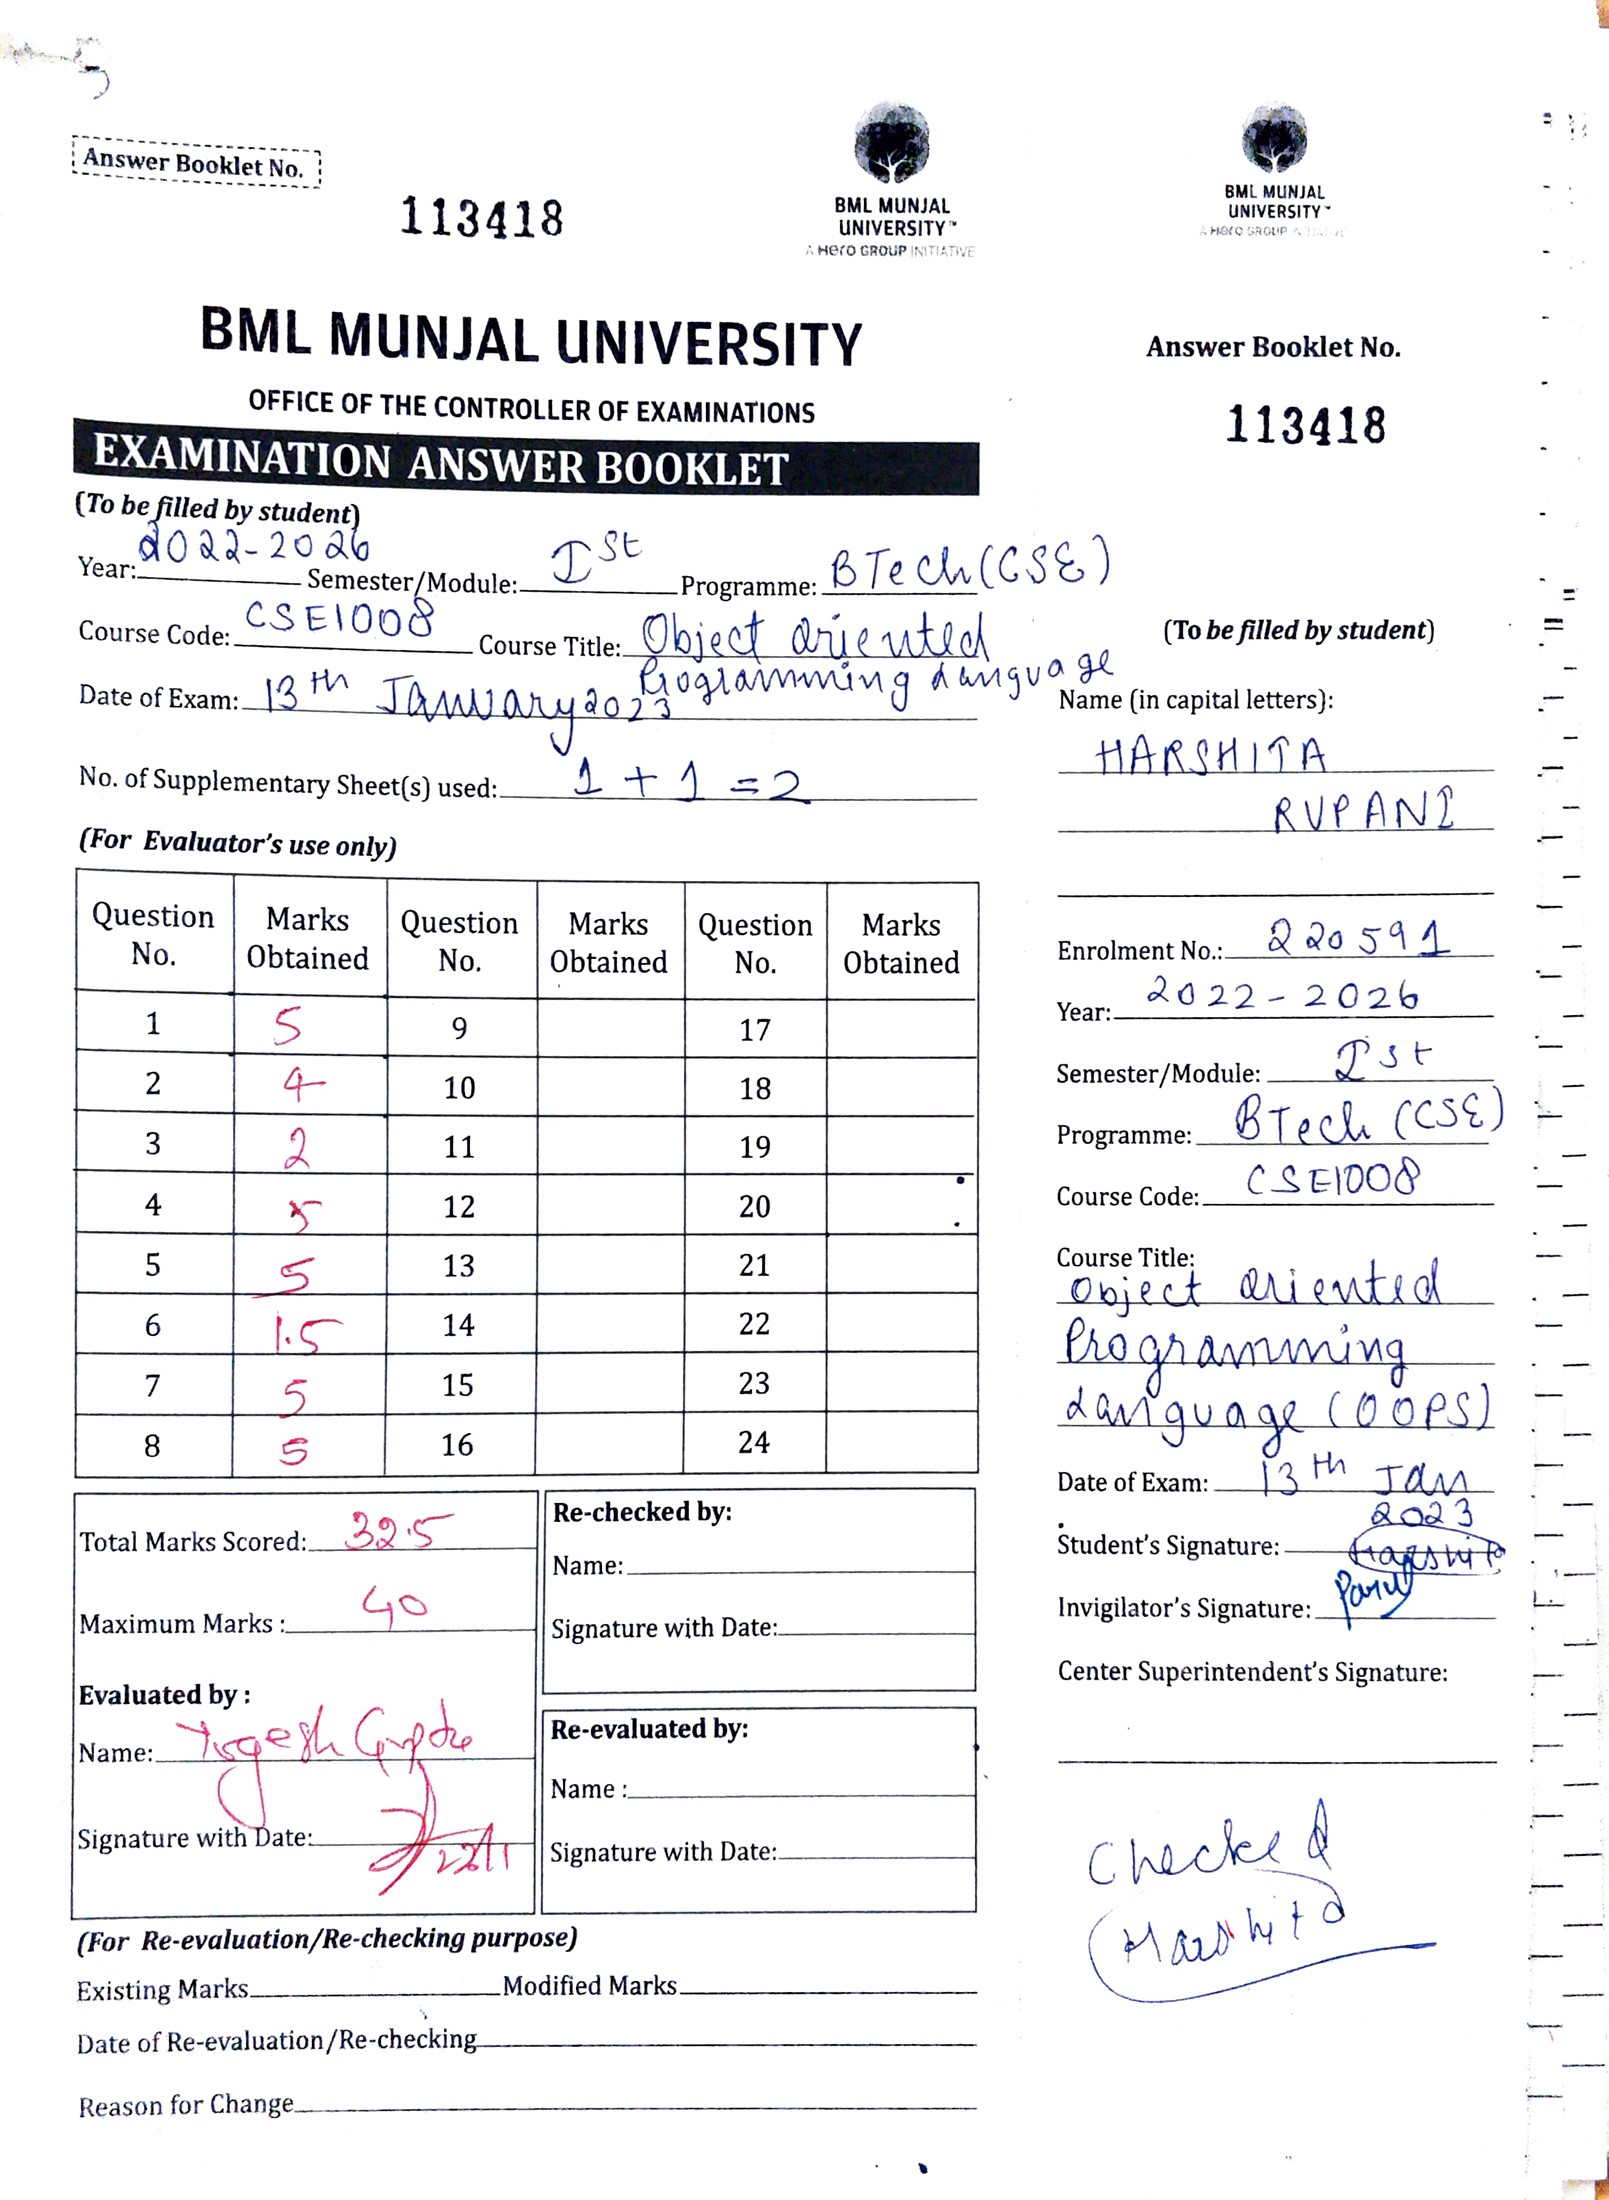 Answer Booklet No.
113418
BML MUNJAL
UNIVERSITY™
A Hero GROUP INITIATIVE
BML MUNJAL UNIVERSITY
OFFICE OF THE CONTROLLER OF EXAMINATIONS
EXAMINATION ANSWER BOOKLET
(To be filled by student)
Year: 2022-2026 Semester/Module: Ist Programme: BTech (CSE)
Course Code: CSE1008 Course Title: Object Oriented
Programming Language
Date of Exam: 13th January 2023
No. of Supplementary Sheet(s) used: 1 + 1 = 2
(For Evaluator's use only)
Question No. Marks Obtained Question No. Marks Obtained Question No. Marks Obtained
1 5 9 17
2 4 10 18
3 2 11 19
4 5 12 20
5 5 13 21
6 1.5 14 22
7 5 15 23
8 5 16 24
Total Marks Scored: 32.5
Maximum Marks : 40
Evaluated by :
Name: Yogesh Gupta
Signature with Date:
Re-checked by:
Name:
Signature with Date:
Re-evaluated by:
Name :
Signature with Date:
(For Re-evaluation/Re-checking purpose)
Existing Marks Modified Marks
Date of Re-evaluation/Re-checking
Reason for Change
BML MUNJAL
UNIVERSITY™
A Hero GROUP INITIATIVE
Answer Booklet No.
113418
(To be filled by student)
Name (in capital letters):
HARSHITA
RUPANI
Enrolment No.: 220591
Year: 2022-2026
Semester/Module: Ist
Programme: BTech (CSE)
Course Code: CSE1008
Course Title:
Object Oriented
Programming
Language (OOPS)
Date of Exam: 13th Jan
2023
Student's Signature: Harshita
Invigilator's Signature:
Center Superintendent's Signature:
Checked
Harshita